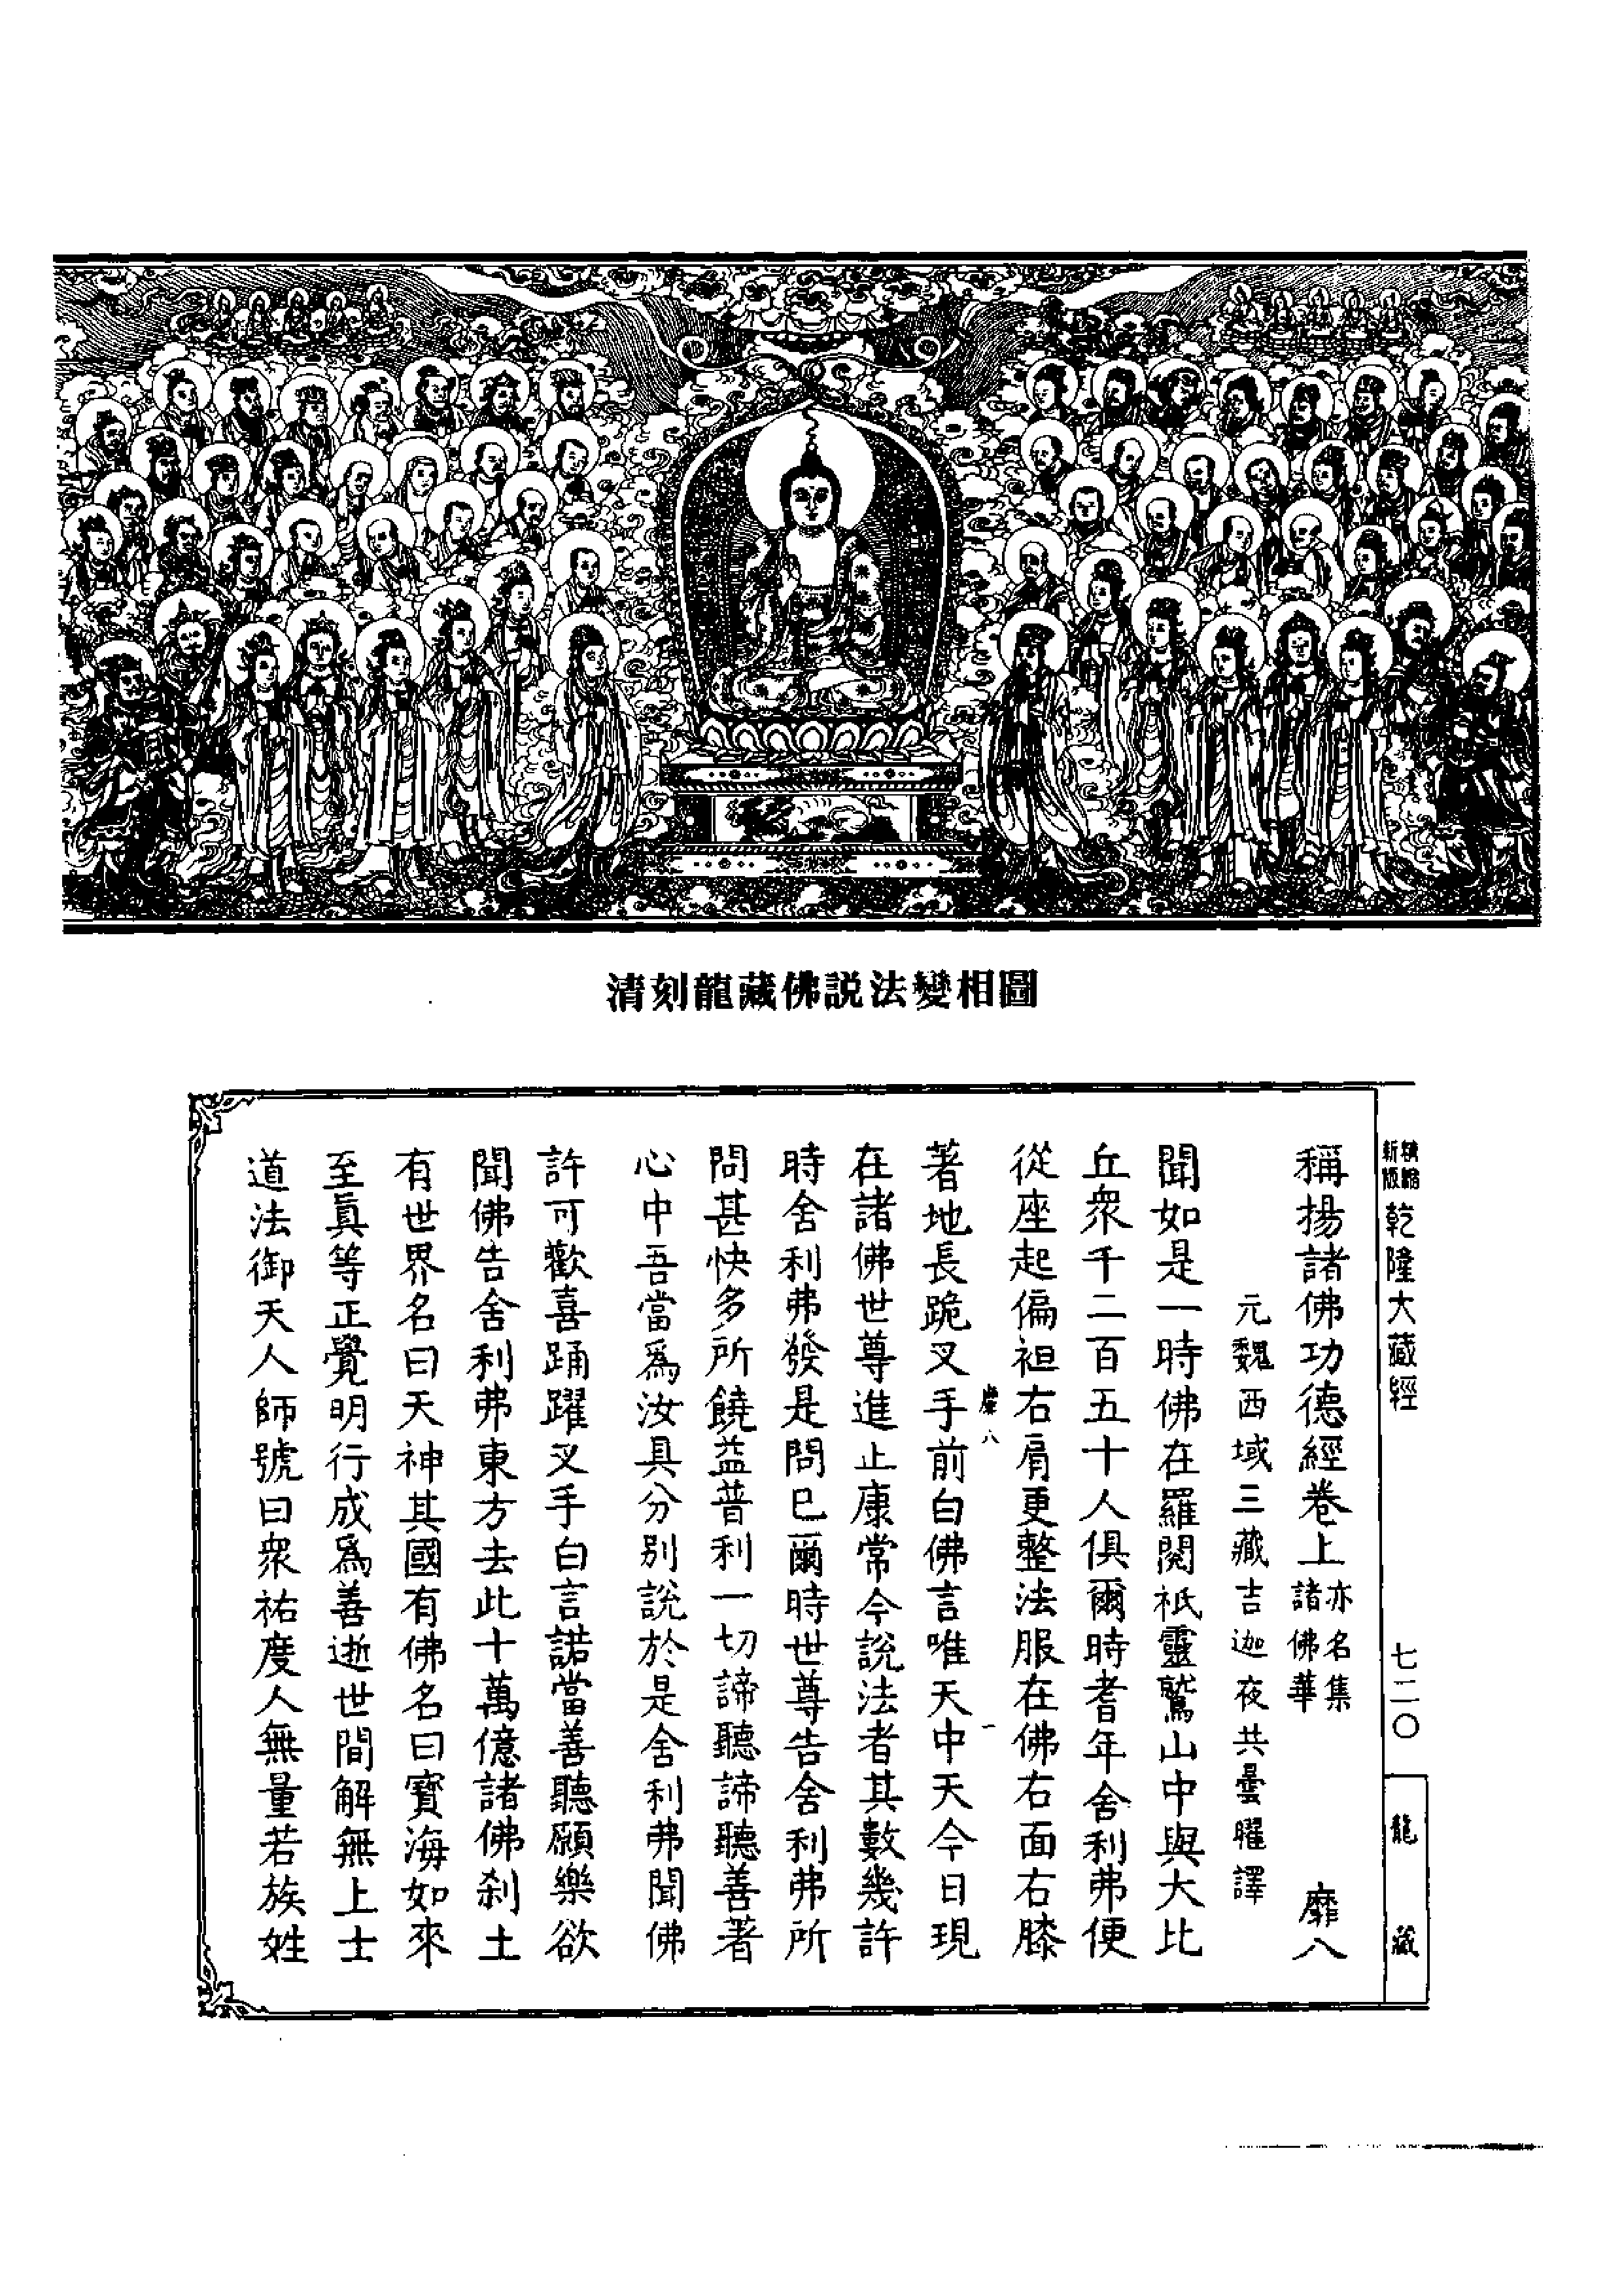 清刻龍藏佛説法變相圖
新版 精縮 乾隆大藏經 七二〇 龍藏
稱揚諸佛功德經卷上 亦名集諸佛華 靡八
元魏西域三藏吉迦夜共曇曜譯
聞如是一時佛在羅閱祇靈鷲山中與大比
丘衆千二百五十人俱爾時耆年舍利弗便
從座起偏袒右肩更整法服在佛右面右膝
靡八 一
著地長跪叉手前白佛言唯天中天今日現
在諸佛世尊進止康常今說法者其數幾許
時舍利弗發是問已爾時世尊告舍利弗所
問甚快多所饒益普利一切諦聽諦聽善著
心中吾當爲汝具分別說於是舍利弗聞佛
許可歡喜踊躍叉手白言諾當善聽願樂欲
聞佛告舍利弗東方去此十萬億諸佛刹土
有世界名曰天神其國有佛名曰寶海如來
至眞等正覺明行成爲善逝世間解無上士
道法御天人師號曰衆祐度人無量若族姓